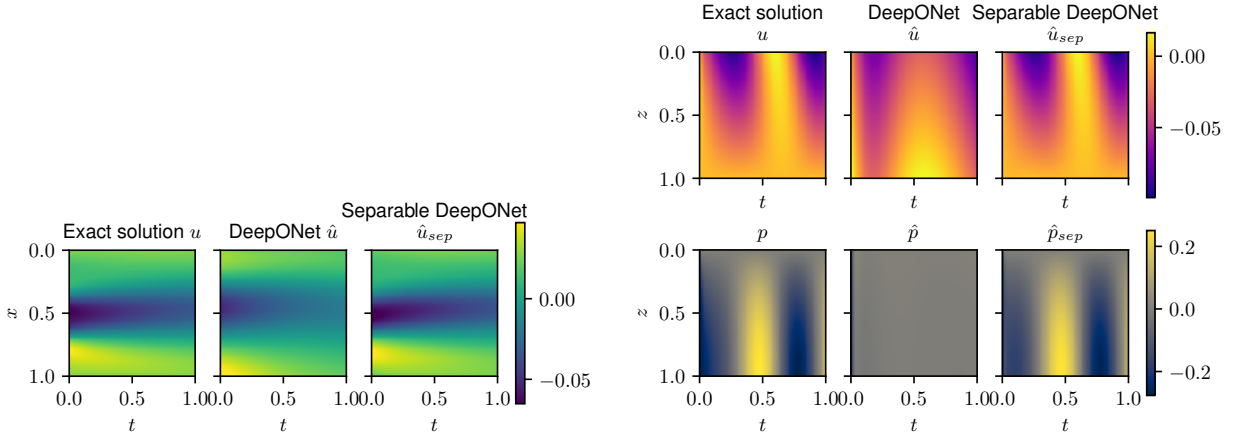 Exact solution u
DeepONet û
Separable DeepONet
û_sep
x
0.0
0.5
1.0
0.0
0.5
1.00.0
0.5
1.00.0
0.5
1.0
t
t
t
0.00
−0.05
Exact solution
DeepONet
Separable DeepONet
u
û
û_sep
z
0.0
0.5
1.0
t
t
t
0.00
−0.05
p
p̂
p̂_sep
z
0.0
0.5
1.0
0.0
0.5
1.00.0
0.5
1.00.0
0.5
1.0
t
t
t
0.2
0.0
−0.2